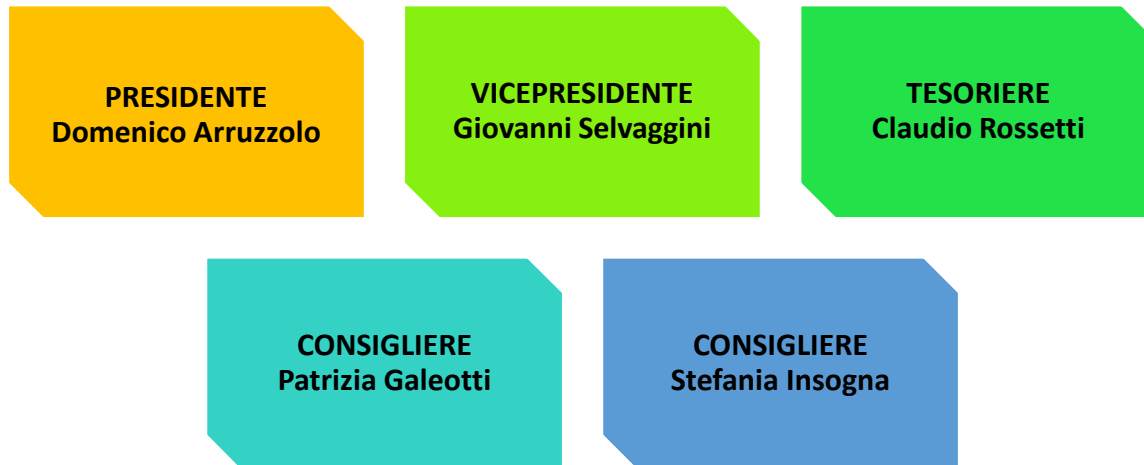 PRESIDENTE
Domenico Arruzzolo
VICEPRESIDENTE
Giovanni Selvaggini
TESORIERE
Claudio Rossetti
CONSIGLIERE
Patrizia Galeotti
CONSIGLIERE
Stefania Insogna